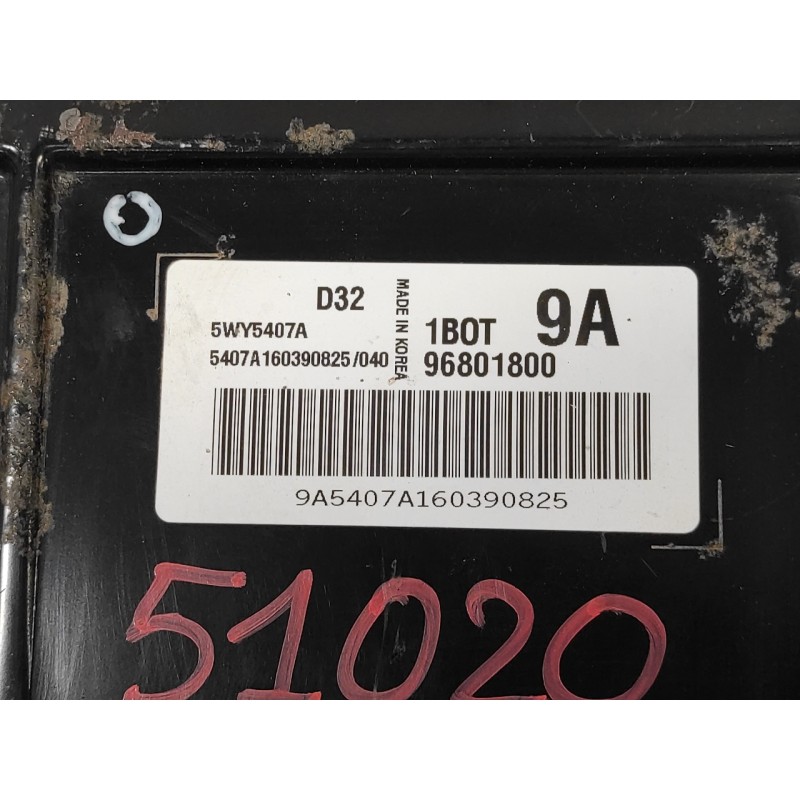 D32
5WY5407A
5407A160390825/040
MADE IN KOREA
1BOT 9A
96801800
9A5407A160390825
51020